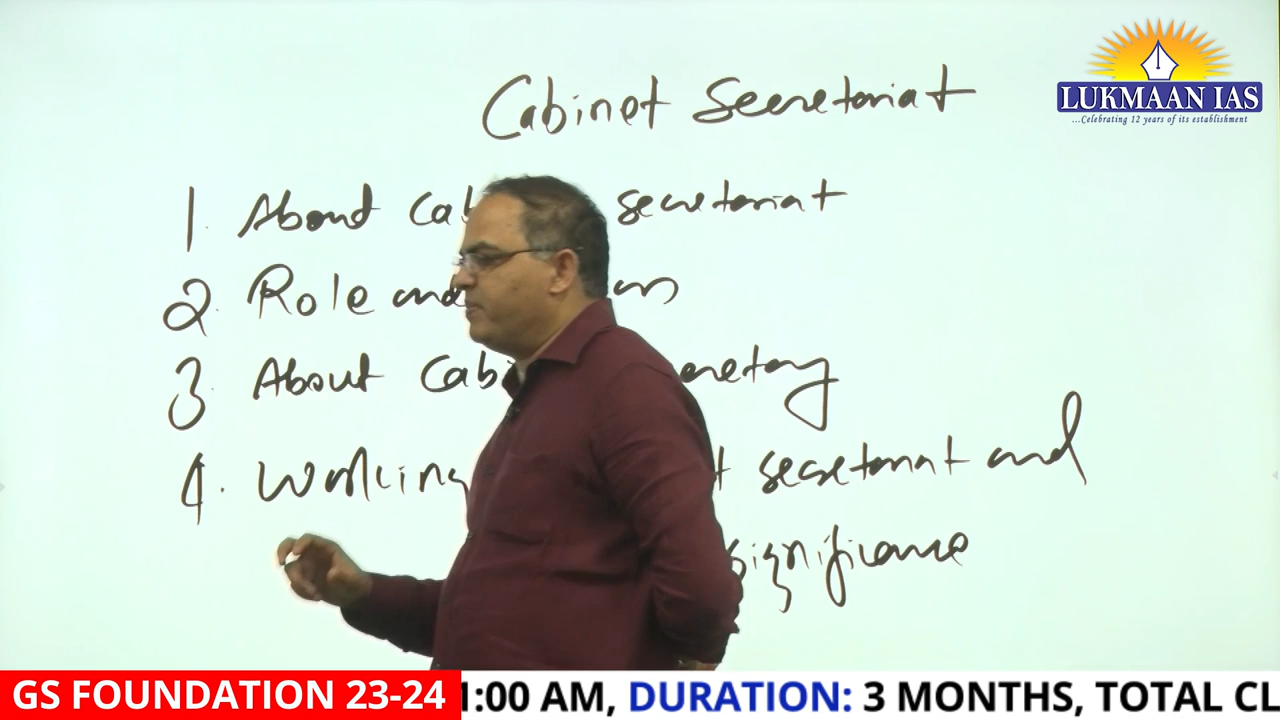 Cabinet Secretariat
LUKMAAN IAS
...Celebrating 12 years of its establishment
1. About Cab secretariat
2. Role and
3. About Cabi
4. Working secretariat and
significance
GS FOUNDATION 23-24
1:00 AM, DURATION: 3 MONTHS, TOTAL CL